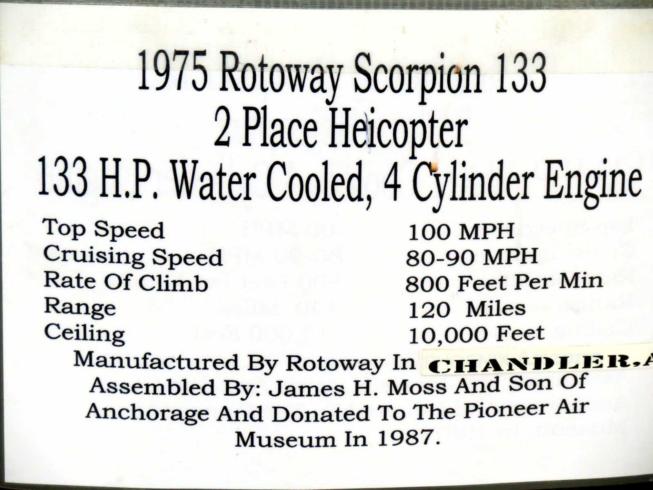 1975 Rotoway Scorpion 133
2 Place Heicopter
133 H.P. Water Cooled, 4 Cylinder Engine
Top Speed 100 MPH
Cruising Speed 80-90 MPH
Rate Of Climb 800 Feet Per Min
Range 120 Miles
Ceiling 10,000 Feet
Manufactured By Rotoway In CHANDLER,A
Assembled By: James H. Moss And Son Of
Anchorage And Donated To The Pioneer Air
Museum In 1987.